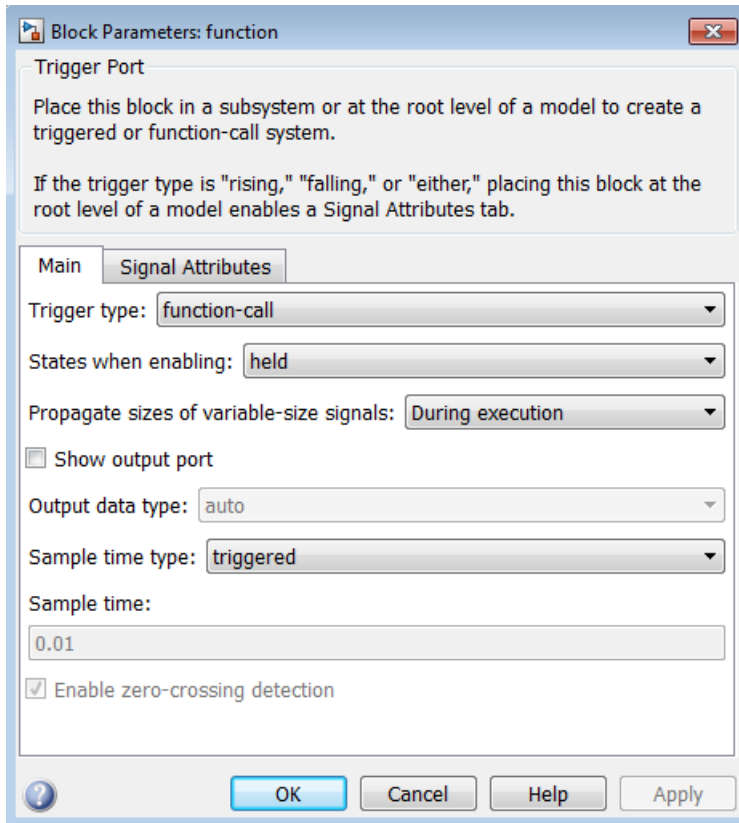 Block Parameters: function
Trigger Port
Place this block in a subsystem or at the root level of a model to create a
triggered or function-call system.
If the trigger type is "rising," "falling," or "either," placing this block at the
root level of a model enables a Signal Attributes tab.
Main Signal Attributes
Trigger type: function-call
States when enabling: held
Propagate sizes of variable-size signals: During execution
Show output port
Output data type: auto
Sample time type: triggered
Sample time:
0.01
Enable zero-crossing detection
? OK Cancel Help Apply